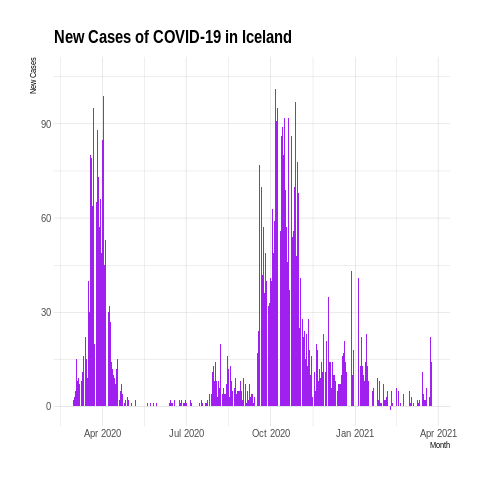 New Cases of COVID-19 in Iceland
New Cases
90
60
30
0
Apr 2020
Jul 2020
Oct 2020
Jan 2021
Apr 2021
Month